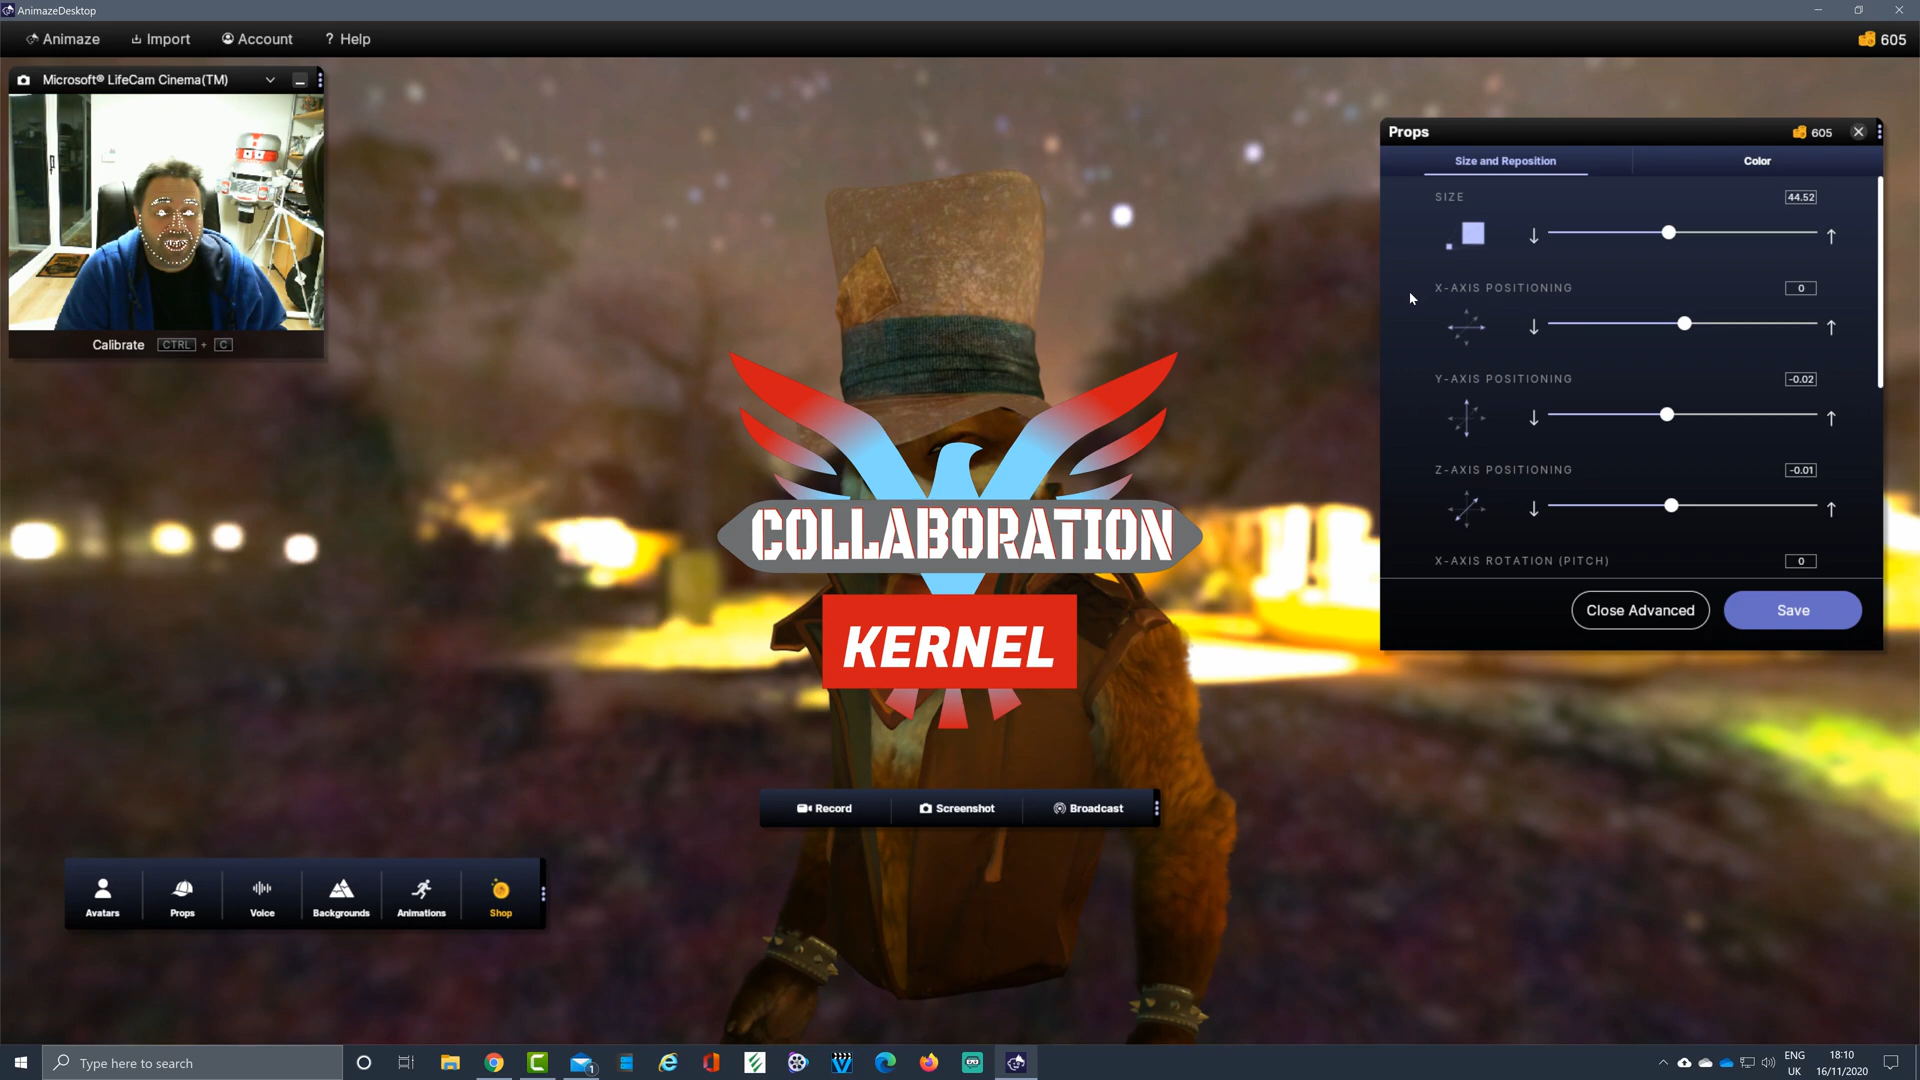 AnimazeDesktop
Animaze
Import
Account
? Help
605
Microsoft® LifeCam Cinema(TM)
Calibrate CTRL + C
Props
605
Size and Reposition
Color
SIZE
44.52
X-AXIS POSITIONING
0
Y-AXIS POSITIONING
-0.02
Z-AXIS POSITIONING
-0.01
X-AXIS ROTATION (PITCH)
0
Close Advanced
Save
COLLABORATION
KERNEL
Record
Screenshot
Broadcast
Avatars
Props
Voice
Backgrounds
Animations
Shop
Type here to search
1
ENG
UK
18:10
16/11/2020